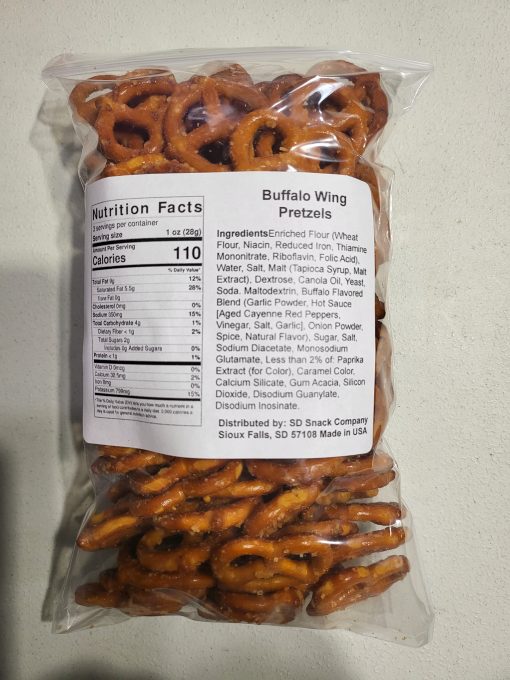 Nutrition Facts
3 servings per container
Serving size 1 oz (28g)
Amount Per Serving
Calories 110
% Daily Value*
Total Fat 9g 12%
Saturated Fat 5.5g 28%
Trans Fat 0g
Cholesterol 0mg 0%
Sodium 350mg 15%
Total Carbohydrate 4g 1%
Dietary Fiber <1g 2%
Total Sugars 2g
Includes 0g Added Sugars 0%
Protein <1g 1%
Vitamin D 0mcg 0%
Calcium 32.5mg 2%
Iron 0mg 0%
Potassium 799mg 15%
Buffalo Wing
Pretzels
IngredientsEnriched Flour (Wheat
Flour, Niacin, Reduced Iron, Thiamine
Mononitrate, Riboflavin, Folic Acid),
Water, Salt, Malt (Tapioca Syrup, Malt
Extract), Dextrose, Canola Oil, Yeast,
Soda. Maltodextrin, Buffalo Flavored
Blend (Garlic Powder, Hot Sauce
[Aged Cayenne Red Peppers,
Vinegar, Salt, Garlic], Onion Powder,
Spice, Natural Flavor), Sugar, Salt,
Sodium Diacetate, Monosodium
Glutamate, Less than 2% of: Paprika
Extract (for Color), Caramel Color,
Calcium Silicate, Gum Acacia, Silicon
Dioxide, Disodium Guanylate,
Disodium Inosinate.
Distributed by: SD Snack Company
Sioux Falls, SD 57108 Made in USA